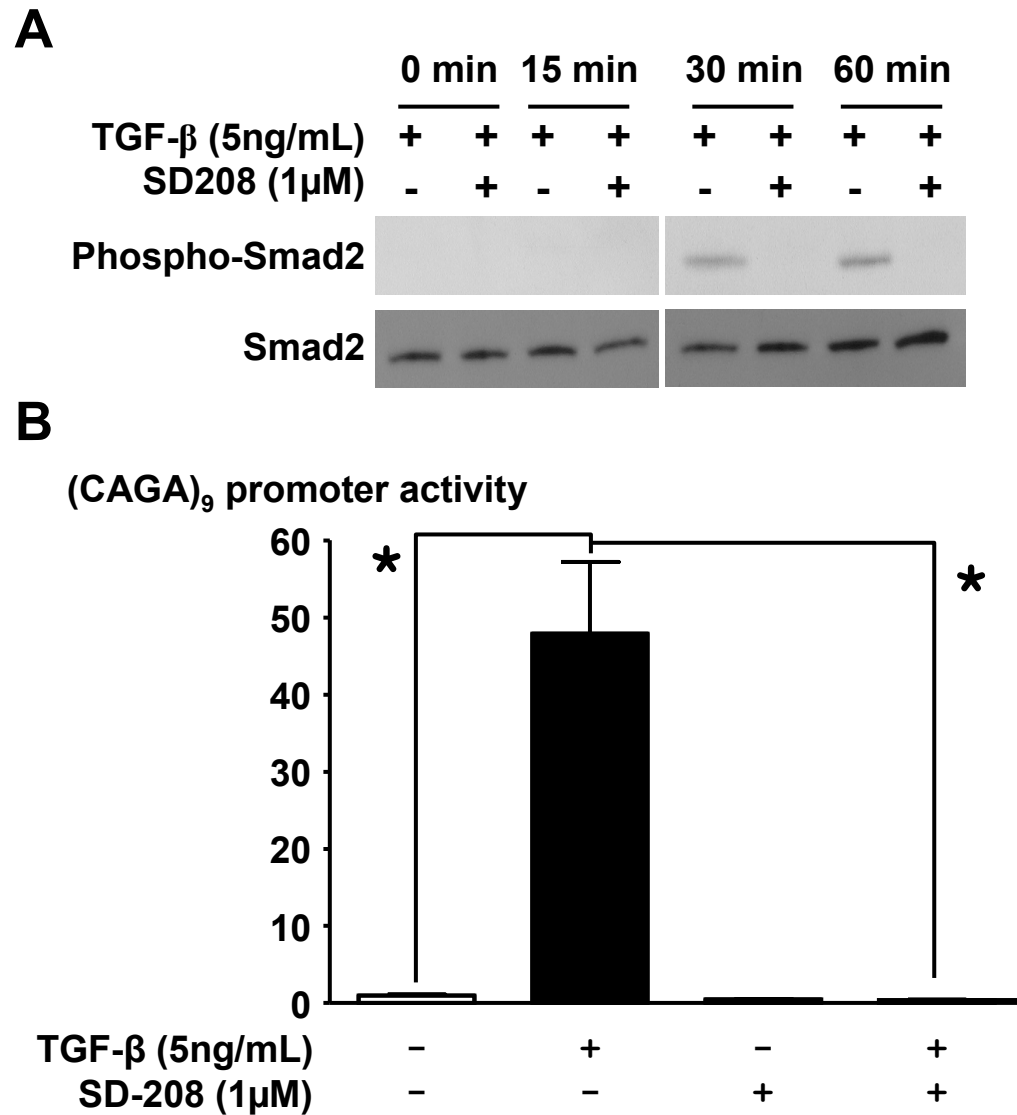 A
0 min 15 min 30 min 60 min
TGF-β (5ng/mL) + + + + + + + +
SD208 (1µM) - + - + - + - +
Phospho-Smad2
Smad2
B
(CAGA)₉ promoter activity
60
*
*
50
40
30
20
10
0
TGF-β (5ng/mL) − + − +
SD-208 (1µM) − − + +